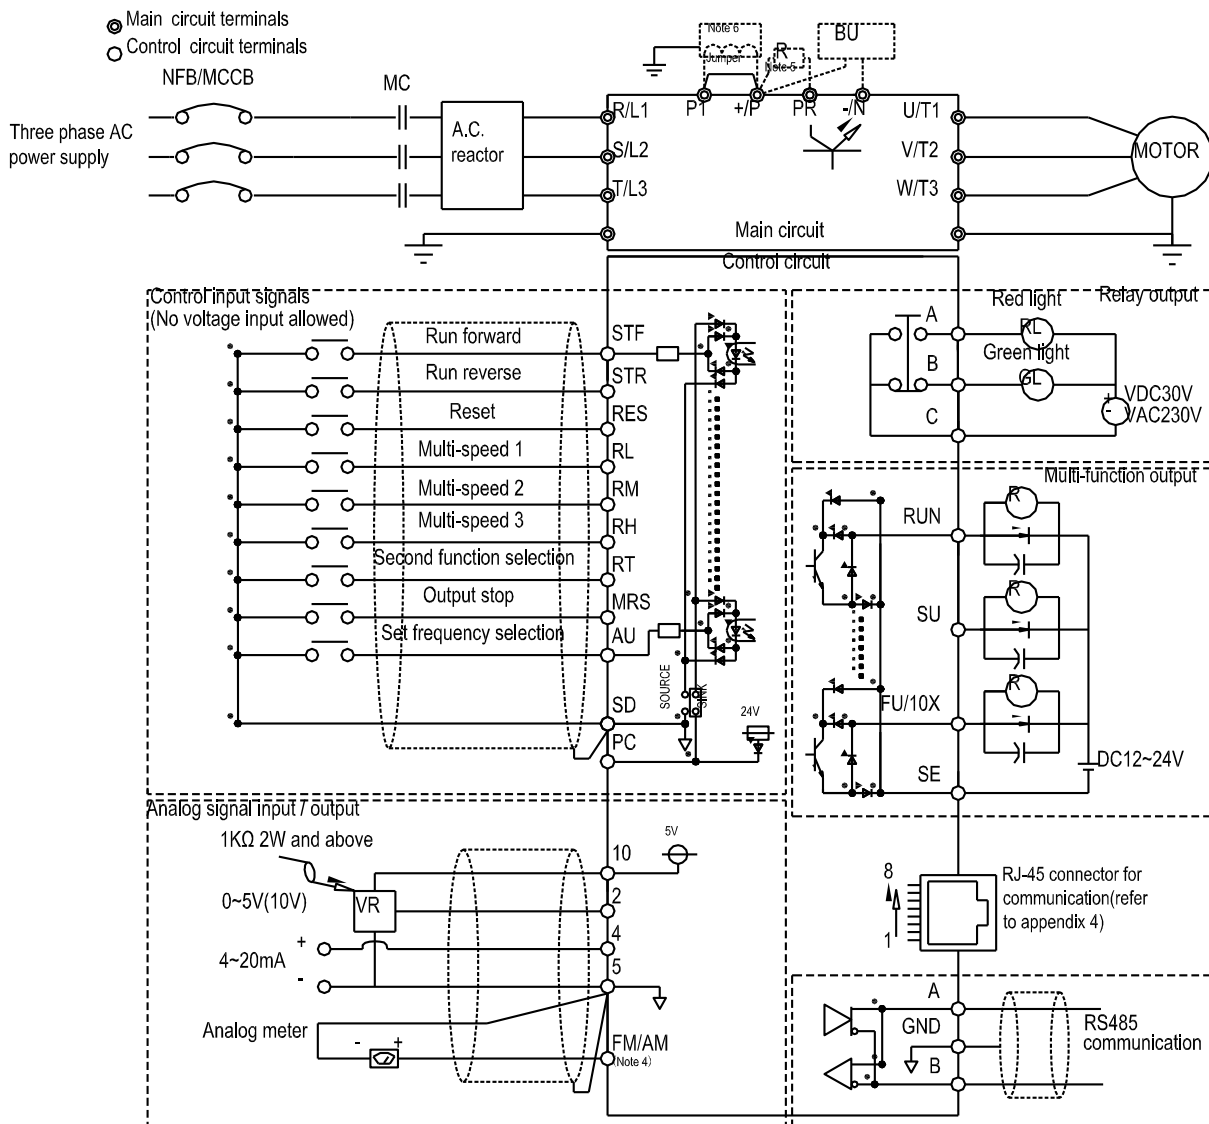 Main circuit terminals
Control circuit terminals
NFB/MCCB
MC
Three phase AC
power supply
A.C.
reactor
Note 6
Jumper
R
Note 5
BU
P1
+/P
PR
-/N
R/L1
S/L2
T/L3
U/T1
V/T2
W/T3
MOTOR
Main circuit
Control circuit
Control input signals
(No voltage input allowed)
Run forward
STF
Run reverse
STR
Reset
RES
Multi-speed 1
RL
Multi-speed 2
RM
Multi-speed 3
RH
Second function selection
RT
Output stop
MRS
Set frequency selection
AU
SD
PC
SOURCE
SINK
24V
Relay output
Red light
A
RL
Green light
B
GL
C
+
-
VDC30V
VAC230V
Multi-function output
RUN
R
SU
R
FU/10X
R
SE
DC12~24V
Analog signal input / output
1KΩ 2W and above
0~5V(10V)
VR
10
5V
2
4
5
+
4~20mA
-
Analog meter
- +
FM/AM
(Note 4)
8
1
RJ-45 connector for
communication(refer
to appendix 4)
A
GND
B
RS485
communication